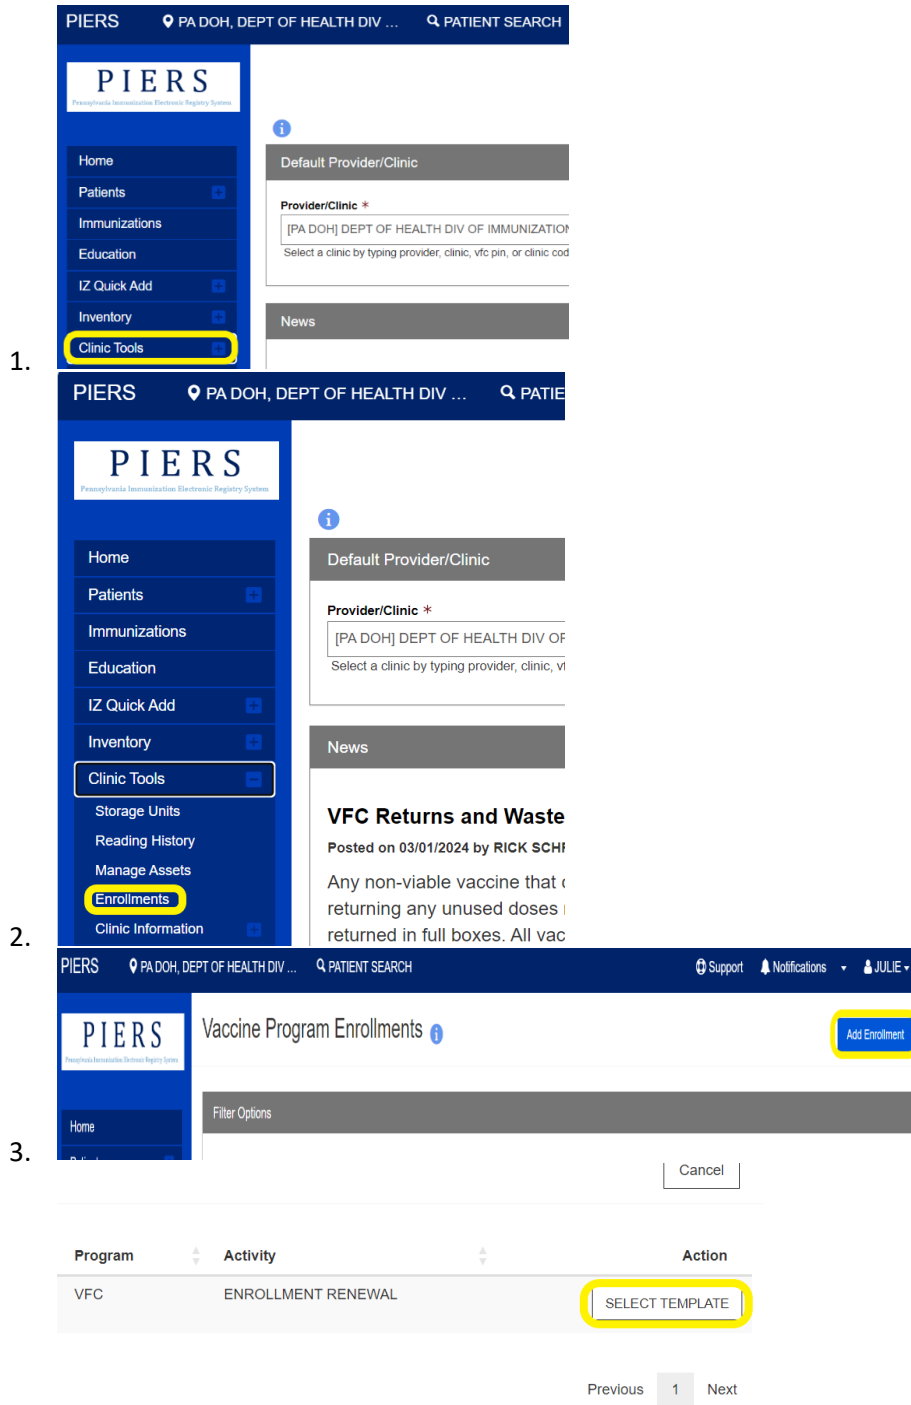 PIERS PA DOH, DEPT OF HEALTH DIV ... PATIENT SEARCH
PIERS
Pennsylvania Immunization Electronic Registry System
Home
Default Provider/Clinic
Patients
Provider/Clinic *
Immunizations
[PA DOH] DEPT OF HEALTH DIV OF IMMUNIZATION
Education
Select a clinic by typing provider, clinic, vfc pin, or clinic cod
IZ Quick Add
Inventory
News
Clinic Tools
1.
PIERS PA DOH, DEPT OF HEALTH DIV ... PATIE
PIERS
Pennsylvania Immunization Electronic Registry System
Home
Default Provider/Clinic
Patients
Provider/Clinic *
Immunizations
[PA DOH] DEPT OF HEALTH DIV OF
Education
Select a clinic by typing provider, clinic, vf
IZ Quick Add
Inventory
News
Clinic Tools
Storage Units
VFC Returns and Waste
Reading History
Posted on 03/01/2024 by RICK SCHR
Manage Assets
Any non-viable vaccine that
Enrollments
returning any unused doses
Clinic Information
returned in full boxes. All vac
2.
PIERS PA DOH, DEPT OF HEALTH DIV ... PATIENT SEARCH Support Notifications JULIE
PIERS
Pennsylvania Immunization Electronic Registry System
Vaccine Program Enrollments
Add Enrollment
Filter Options
Home
3.
Cancel
Program Activity Action
VFC ENROLLMENT RENEWAL SELECT TEMPLATE
Previous 1 Next